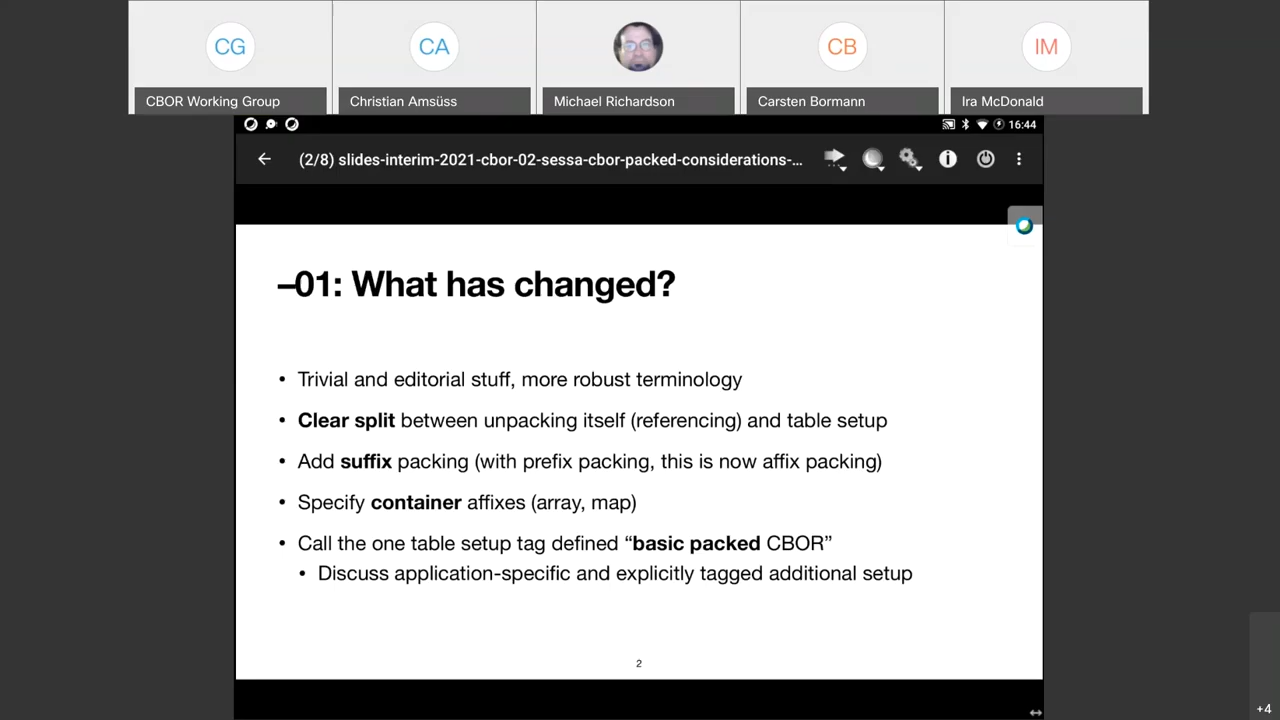 CG
CA
CB
IM
CBOR Working Group
Christian Amsüss
Michael Richardson
Carsten Bormann
Ira McDonald
16:44
(2/8) slides-interim-2021-cbor-02-sessa-cbor-packed-considerations-...
–01: What has changed?
• Trivial and editorial stuff, more robust terminology
• Clear split between unpacking itself (referencing) and table setup
• Add suffix packing (with prefix packing, this is now affix packing)
• Specify container affixes (array, map)
• Call the one table setup tag defined “basic packed CBOR”
• Discuss application-specific and explicitly tagged additional setup
2
+4